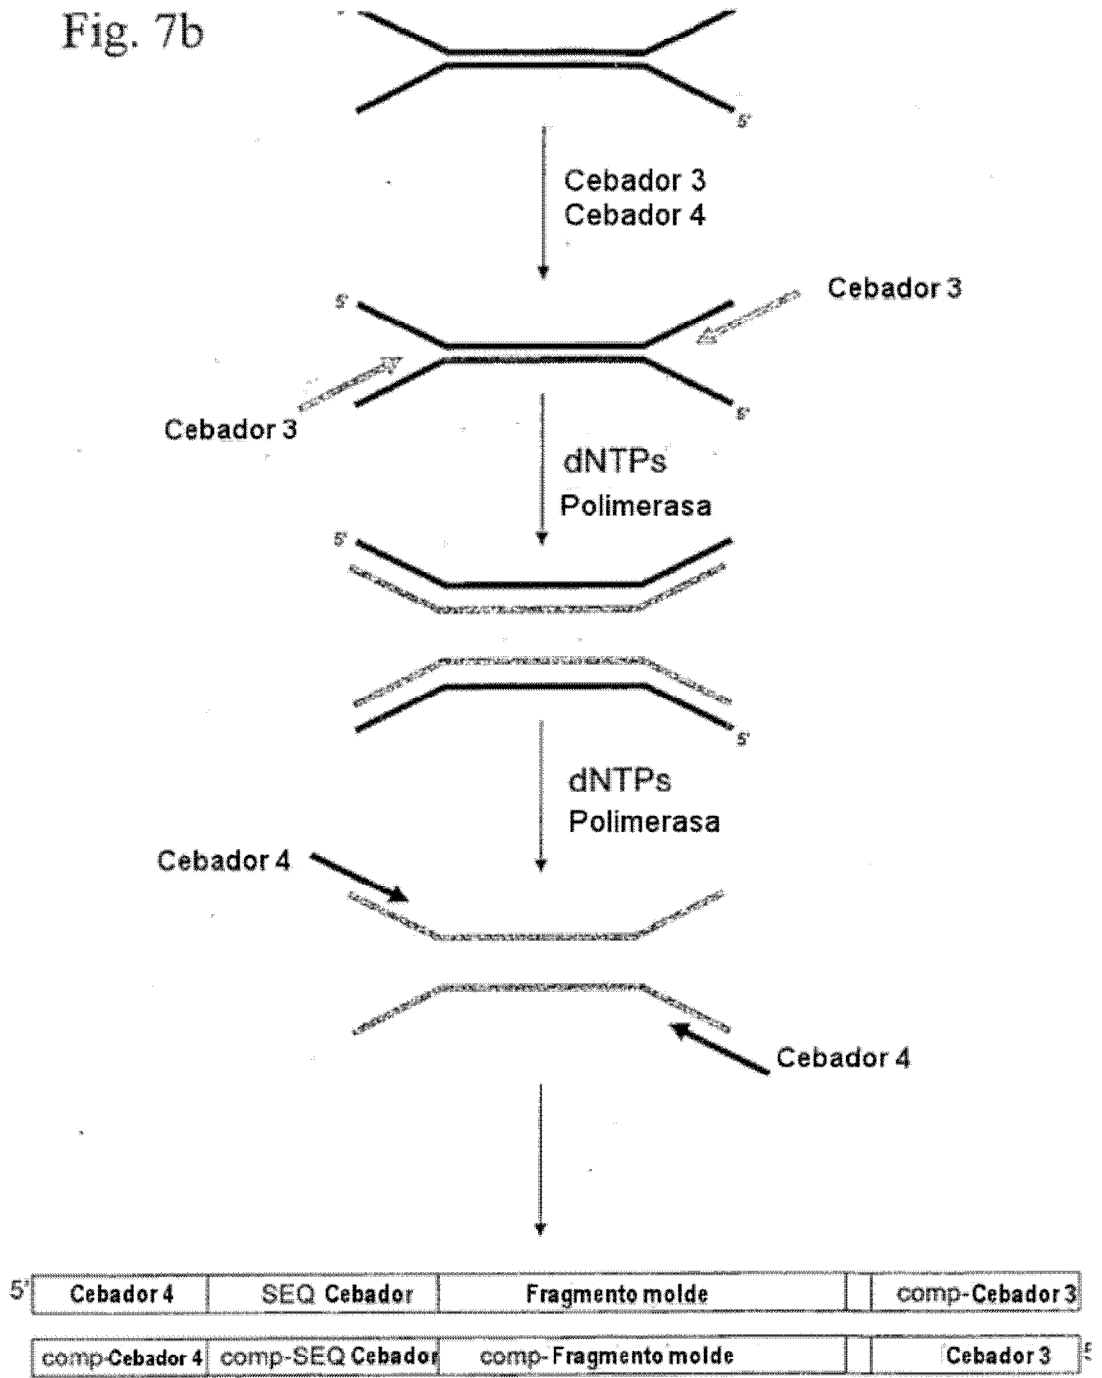 Fig. 7b
5'
Cebador 3
Cebador 4
5'
Cebador 3
Cebador 3
5'
dNTPs
Polimerasa
5'
5'
dNTPs
Polimerasa
Cebador 4
Cebador 4
5' Cebador 4 SEQ Cebador Fragmento molde comp-Cebador 3
comp-Cebador 4 comp-SEQ Cebador comp-Fragmento molde Cebador 3